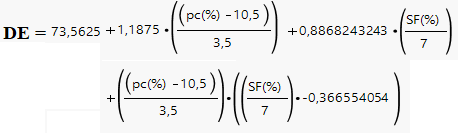 DE = 73,5625 +1,1875 • ((pc(%) -10,5) / 3,5) +0,8868243243 • (SF(%) / 7)
+ ((pc(%) -10,5) / 3,5) • ((SF(%) / 7) • -0,366554054)